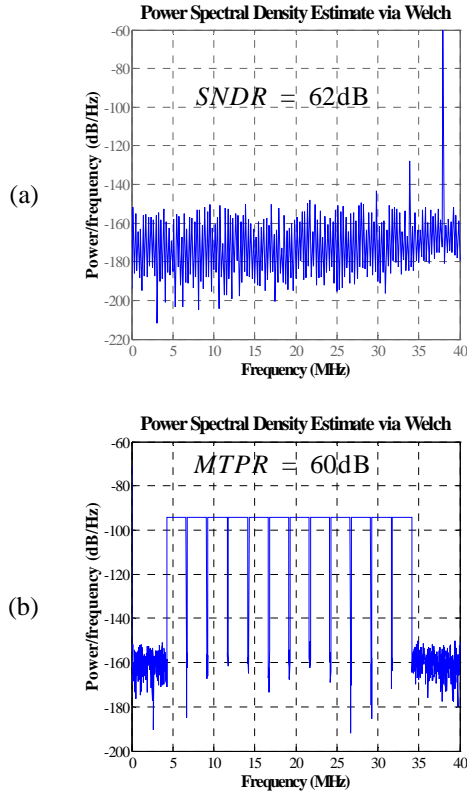 Power Spectral Density Estimate via Welch
-60
-80
-100
-120
-140
-160
-180
-200
-220
SNDR = 62dB
(a)
Power/frequency (dB/Hz)
0 5 10 15 20 25 30 35 40
Frequency (MHz)
Power Spectral Density Estimate via Welch
-60
-80
-100
-120
-140
-160
-180
-200
MTPR = 60dB
(b)
Power/frequency (dB/Hz)
0 5 10 15 20 25 30 35 40
Frequency (MHz)